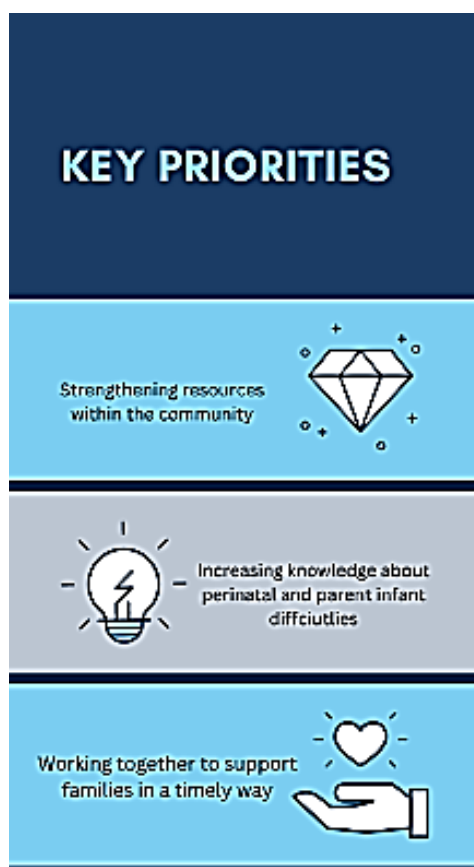 KEY PRIORITIES
Strengthening resources
within the community
Increasing knowledge about
perinatal and parent infant
diffciutlies
Working together to support
families in a timely way